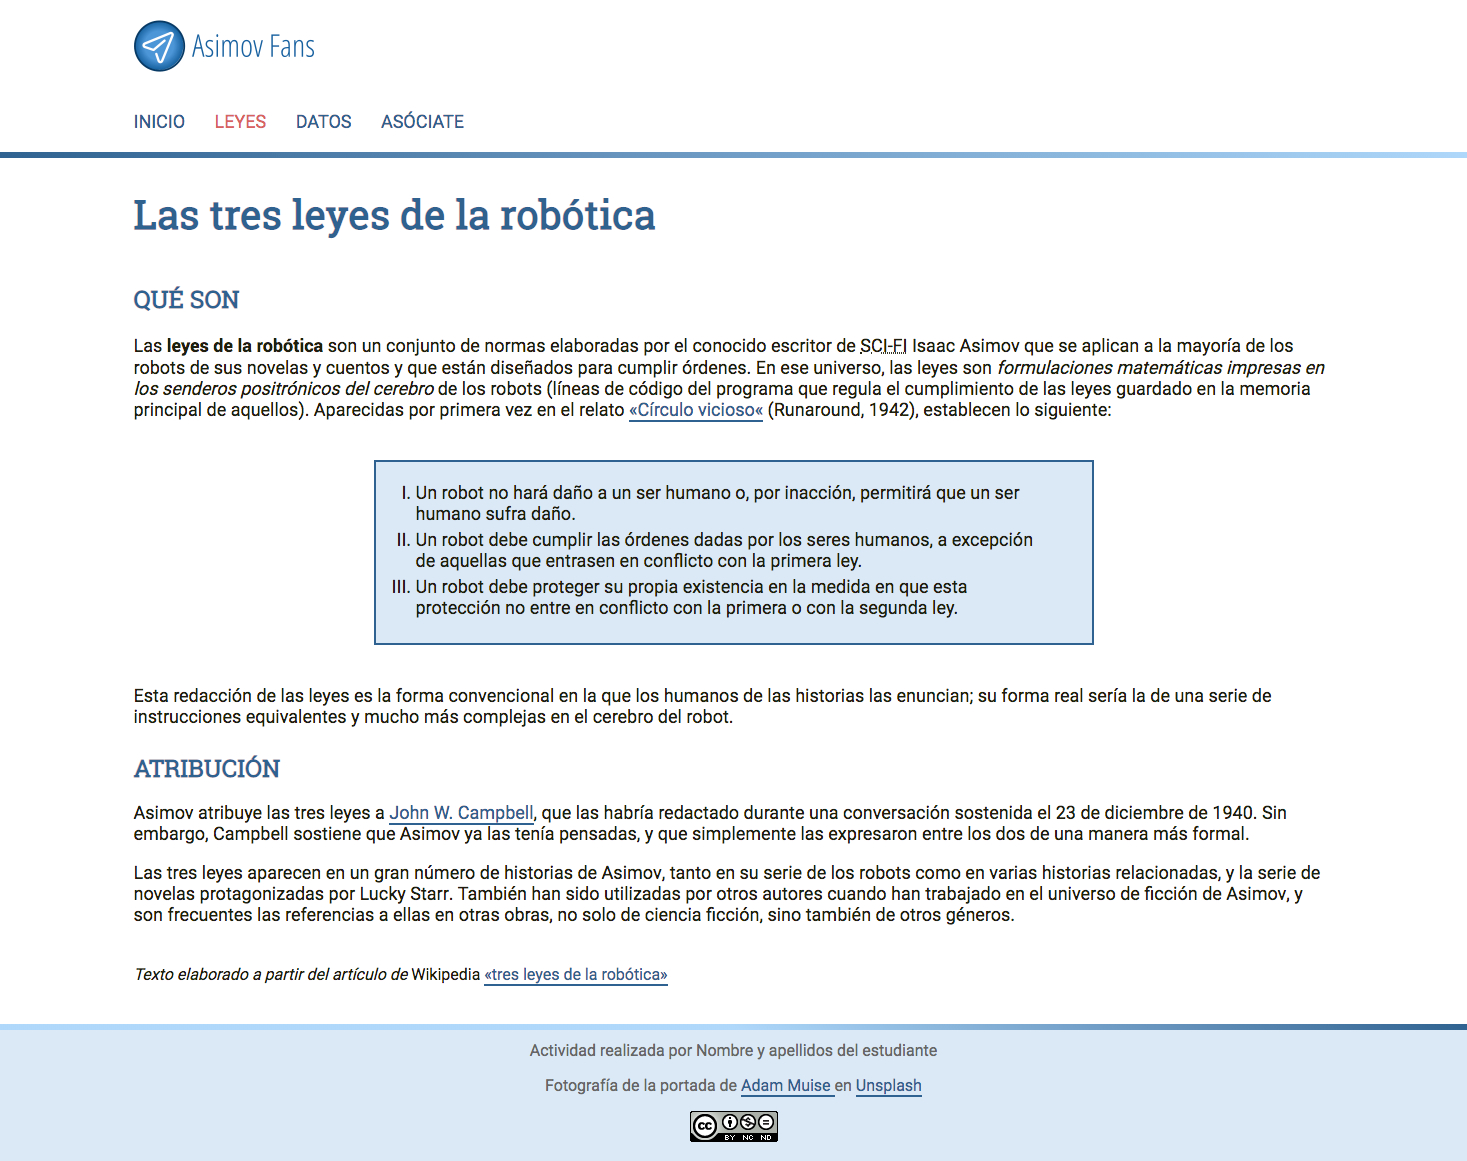 Asimov Fans
INICIO LEYES DATOS ASÓCIATE
Las tres leyes de la robótica
QUÉ SON
Las leyes de la robótica son un conjunto de normas elaboradas por el conocido escritor de SCI-FI Isaac Asimov que se aplican a la mayoría de los
robots de sus novelas y cuentos y que están diseñados para cumplir órdenes. En ese universo, las leyes son formulaciones matemáticas impresas en
los senderos positrónicos del cerebro de los robots (líneas de código del programa que regula el cumplimiento de las leyes guardado en la memoria
principal de aquellos). Aparecidas por primera vez en el relato «Círculo vicioso« (Runaround, 1942), establecen lo siguiente:
I. Un robot no hará daño a un ser humano o, por inacción, permitirá que un ser
humano sufra daño.
II. Un robot debe cumplir las órdenes dadas por los seres humanos, a excepción
de aquellas que entrasen en conflicto con la primera ley.
III. Un robot debe proteger su propia existencia en la medida en que esta
protección no entre en conflicto con la primera o con la segunda ley.
Esta redacción de las leyes es la forma convencional en la que los humanos de las historias las enuncian; su forma real sería la de una serie de
instrucciones equivalentes y mucho más complejas en el cerebro del robot.
ATRIBUCIÓN
Asimov atribuye las tres leyes a John W. Campbell, que las habría redactado durante una conversación sostenida el 23 de diciembre de 1940. Sin
embargo, Campbell sostiene que Asimov ya las tenía pensadas, y que simplemente las expresaron entre los dos de una manera más formal.
Las tres leyes aparecen en un gran número de historias de Asimov, tanto en su serie de los robots como en varias historias relacionadas, y la serie de
novelas protagonizadas por Lucky Starr. También han sido utilizadas por otros autores cuando han trabajado en el universo de ficción de Asimov, y
son frecuentes las referencias a ellas en otras obras, no solo de ciencia ficción, sino también de otros géneros.
Texto elaborado a partir del artículo de Wikipedia «tres leyes de la robótica»
Actividad realizada por Nombre y apellidos del estudiante
Fotografía de la portada de Adam Muise en Unsplash
cc
BY NC ND